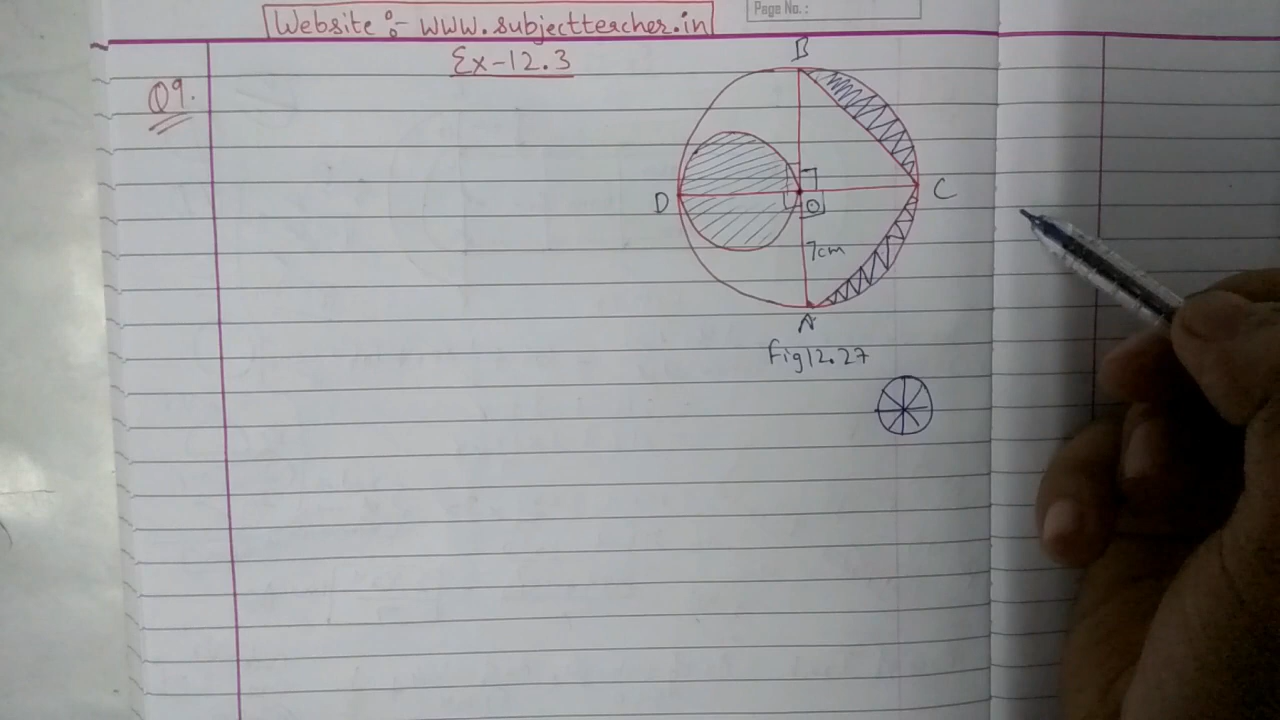 Page No. :
Website :- www.subjectteacher.in
Ex-12.3
Q9.
B
D
C
O
7cm
A
Fig 12.27